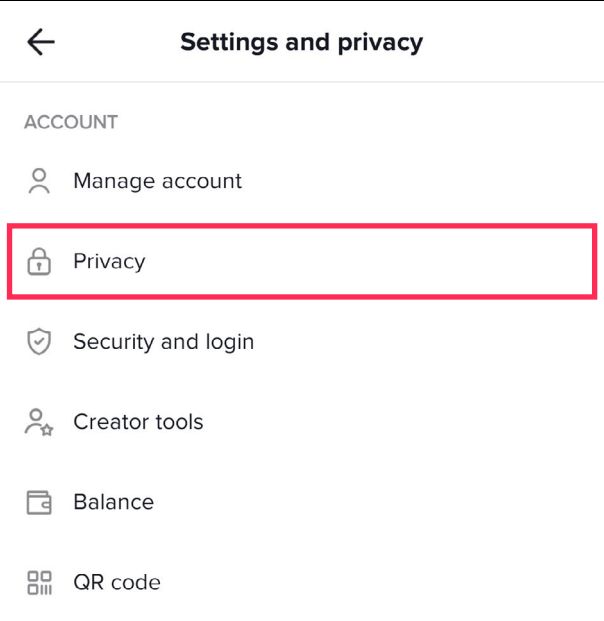 Settings and privacy
ACCOUNT
Manage account
Privacy
Security and login
Creator tools
Balance
QR code